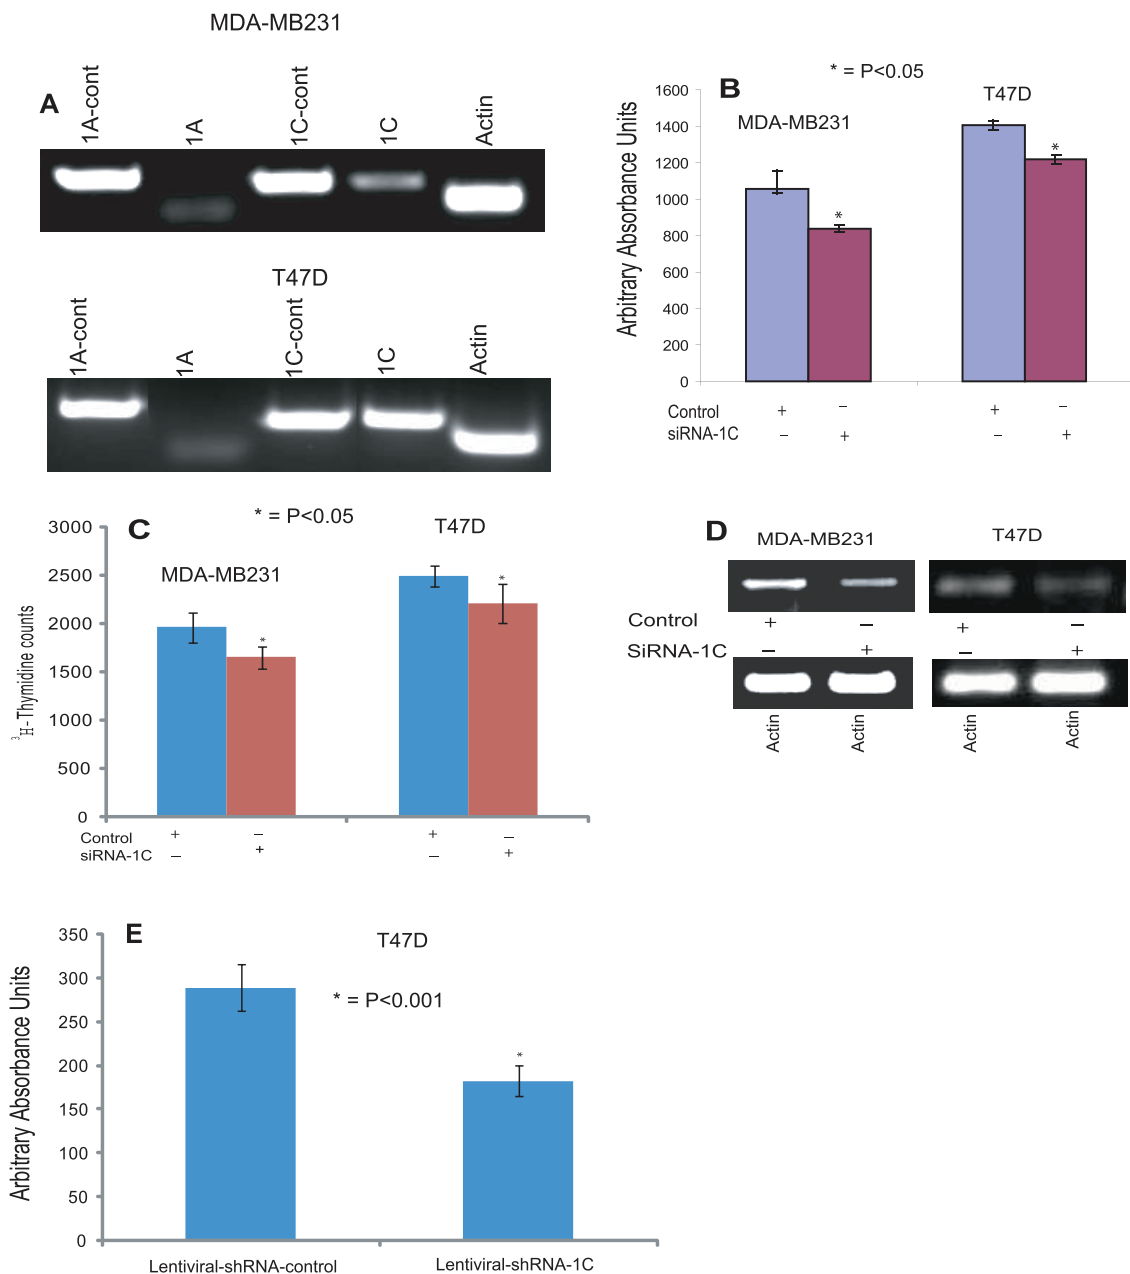 MDA-MB231
A
1A-cont
1A
1C-cont
1C
Actin
T47D
1A-cont
1A
1C-cont
1C
Actin
B
* = P<0.05
MDA-MB231
T47D
Arbitrary Absorbance Units
1600
1400
1200
1000
800
600
400
200
0
*
*
Control + – + –
siRNA-1C – + – +
C
* = P<0.05
MDA-MB231
T47D
³H-Thymidine counts
3000
2500
2000
1500
1000
500
0
*
*
Control + – + –
siRNA-1C – + – +
D
MDA-MB231
T47D
Control + – + –
SiRNA-1C – + – +
Actin
Actin
Actin
Actin
E
T47D
* = P<0.001
Arbitrary Absorbance Units
350
300
250
200
150
100
50
0
*
Lentiviral-shRNA-control
Lentiviral-shRNA-1C